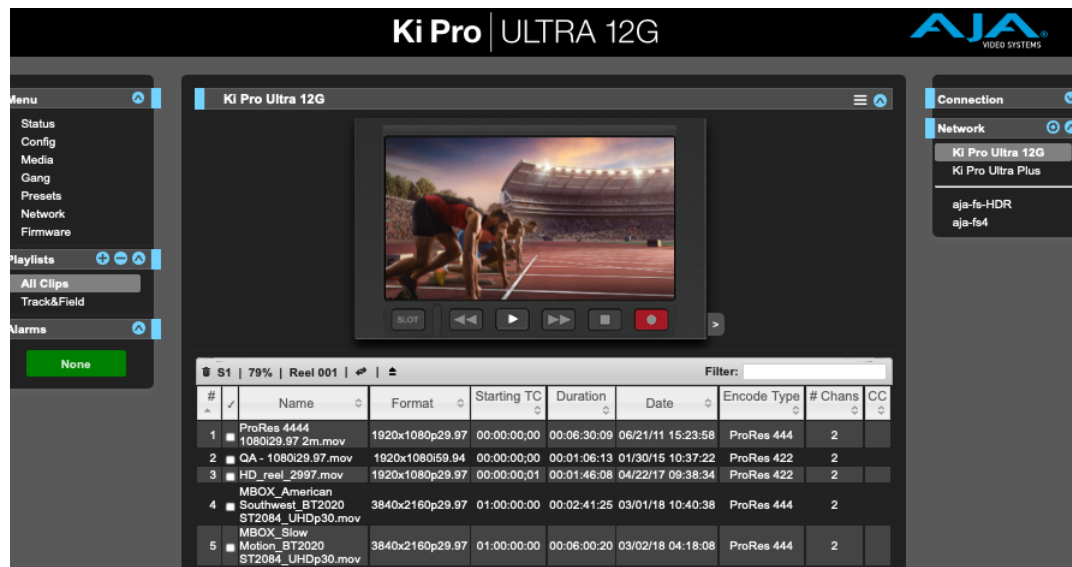 Ki Pro ULTRA 12G
AJA
VIDEO SYSTEMS
Menu
Status
Config
Media
Gang
Presets
Network
Firmware
Playlists
All Clips
Track&Field
Alarms
None
Ki Pro Ultra 12G
SLOT
>
Connection
Network
Ki Pro Ultra 12G
Ki Pro Ultra Plus
aja-fs-HDR
aja-fs4
S1 | 79% | Reel 001 | | Filter:
# ✓ Name Format Starting TC Duration Date Encode Type # Chans CC
1 ProRes 4444 1080i29.97 2m.mov 1920x1080p29.97 00:00:00;00 00:06:30:09 06/21/11 15:23:58 ProRes 444 2
2 QA - 1080i29.97.mov 1920x1080i59.94 00:00:00;00 00:01:06:13 01/30/15 10:37:22 ProRes 422 2
3 HD_reel_2997.mov 1920x1080p29.97 00:00:00;01 00:01:46:08 04/22/17 09:38:34 ProRes 422 2
4 MBOX_American Southwest_BT2020 ST2084_UHDp30.mov 3840x2160p29.97 01:00:00:00 00:02:41:25 03/01/18 10:40:38 ProRes 444 2
5 MBOX_Slow Motion_BT2020 ST2084_UHDp30.mov 3840x2160p29.97 01:00:00:00 00:06:00:20 03/02/18 04:18:08 ProRes 444 2